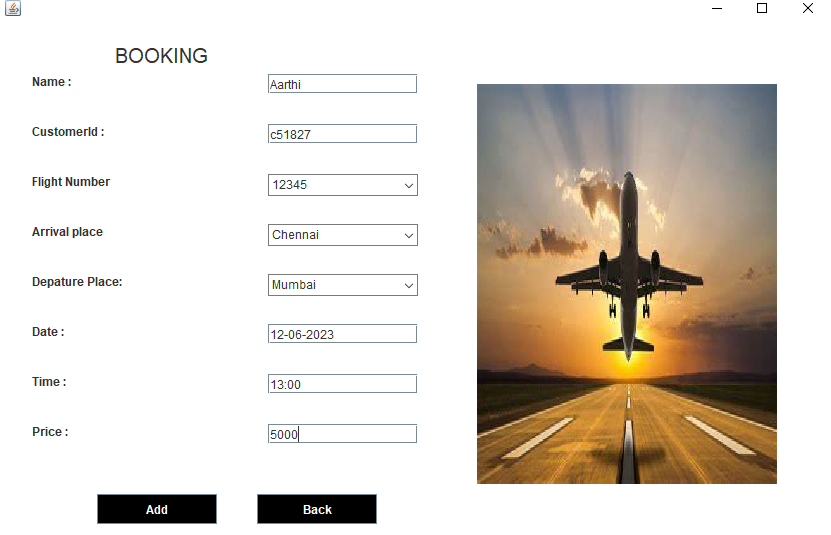 BOOKING
Name : Aarthi
CustomerId : c51827
Flight Number 12345
Arrival place Chennai
Depature Place: Mumbai
Date : 12-06-2023
Time : 13:00
Price : 5000
Add Back